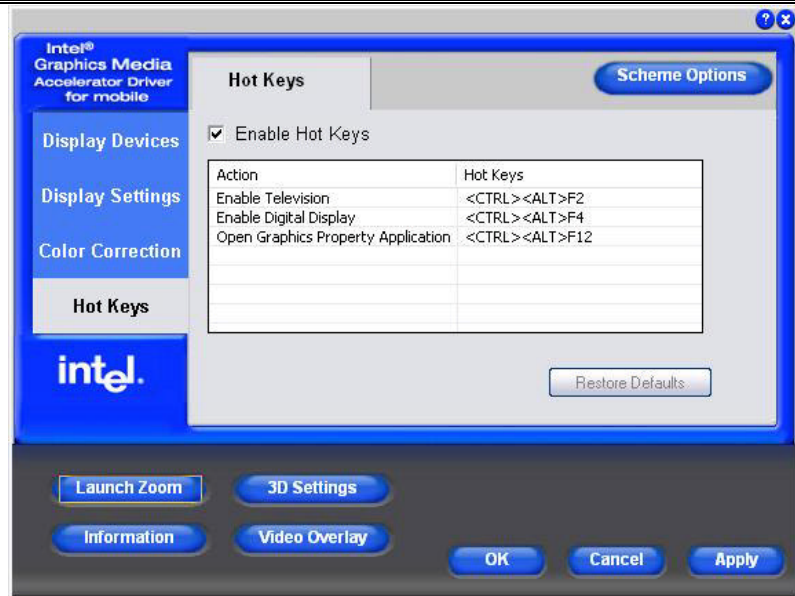 ? X
Intel®
Graphics Media
Accelerator Driver
for mobile
Hot Keys
Scheme Options
Display Devices
Display Settings
Color Correction
Hot Keys
intel.
Enable Hot Keys
Action Hot Keys
Enable Television <CTRL><ALT>F2
Enable Digital Display <CTRL><ALT>F4
Open Graphics Property Application <CTRL><ALT>F12
Restore Defaults
Launch Zoom
3D Settings
Information
Video Overlay
OK
Cancel
Apply